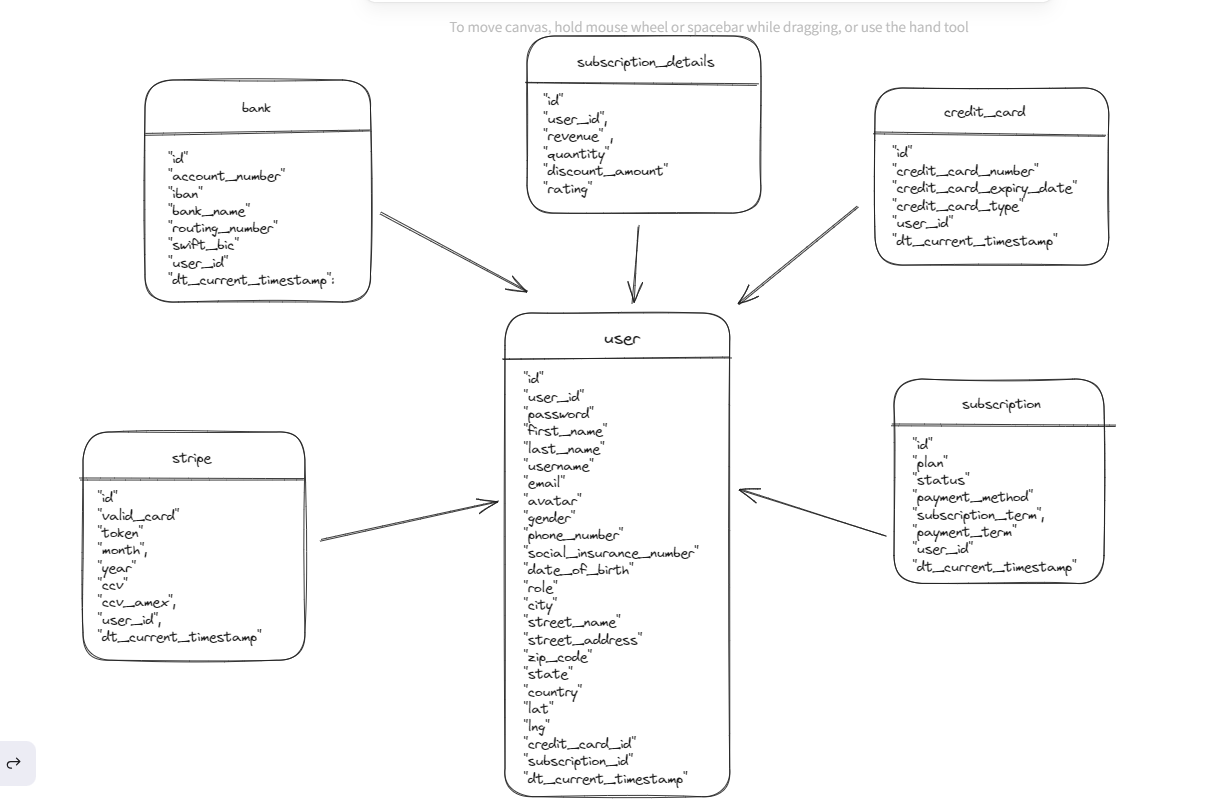 To move canvas, hold mouse wheel or spacebar while dragging, or use the hand tool
subscription_details
"id"
"user_id",
"revenue",
"quantity"
"discount_amount"
"rating"
bank
"id"
"account_number"
"iban"
"bank_name"
"routing_number"
"swift_bic"
"user_id"
"dt_current_timestamp":
credit_card
"id"
"credit_card_number"
"credit_card_expiry_date"
"credit_card_type"
"user_id"
"dt_current_timestamp"
user
"id"
"user_id"
"password"
"first_name"
"last_name"
"username"
"email"
"avatar"
"gender"
"phone_number"
"social_insurance_number"
"date_of_birth"
"role"
"city"
"street_name"
"street_address"
"zip_code"
"state"
"country"
"lat"
"lng"
"credit_card_id"
"subscription_id"
"dt_current_timestamp"
stripe
"id"
"valid_card"
"token"
"month",
"year"
"ccv"
"ccv_amex",
"user_id",
"dt_current_timestamp"
subscription
"id"
"plan"
"status"
"payment_method"
"subscription_term",
"payment_term"
"user_id"
"dt_current_timestamp"